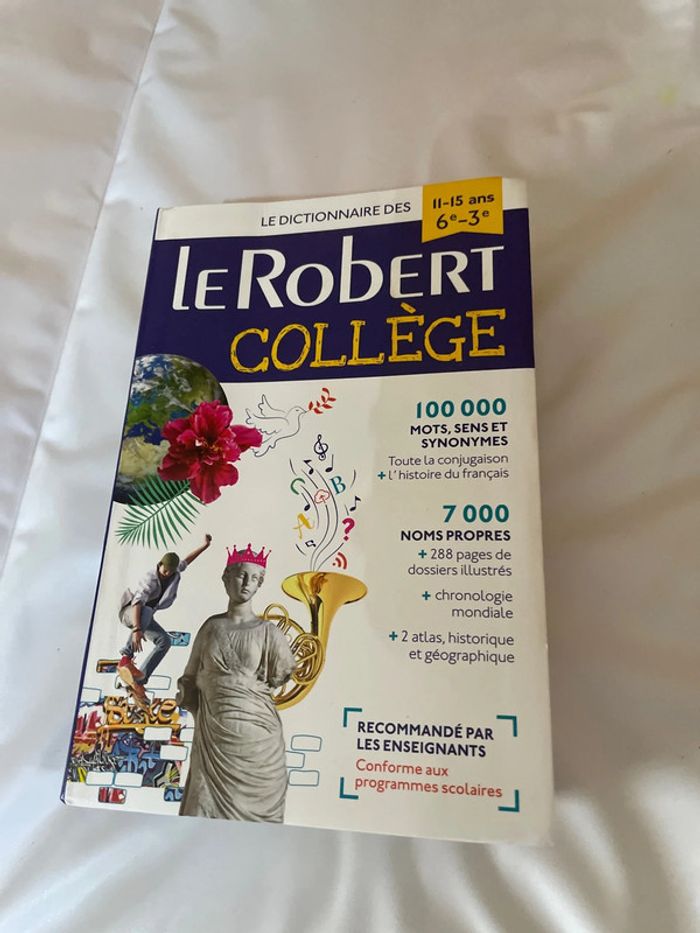 LE DICTIONNAIRE DES
11-15 ans
6e-3e
LE ROBERT
COLLÈGE
100 000
MOTS, SENS ET
SYNONYMES
Toute la conjugaison
+ l'histoire du français
7 000
NOMS PROPRES
+ 288 pages de
dossiers illustrés
+ chronologie
mondiale
+ 2 atlas, historique
et géographique
RECOMMANDÉ PAR
LES ENSEIGNANTS
Conforme aux
programmes scolaires
A
B
?